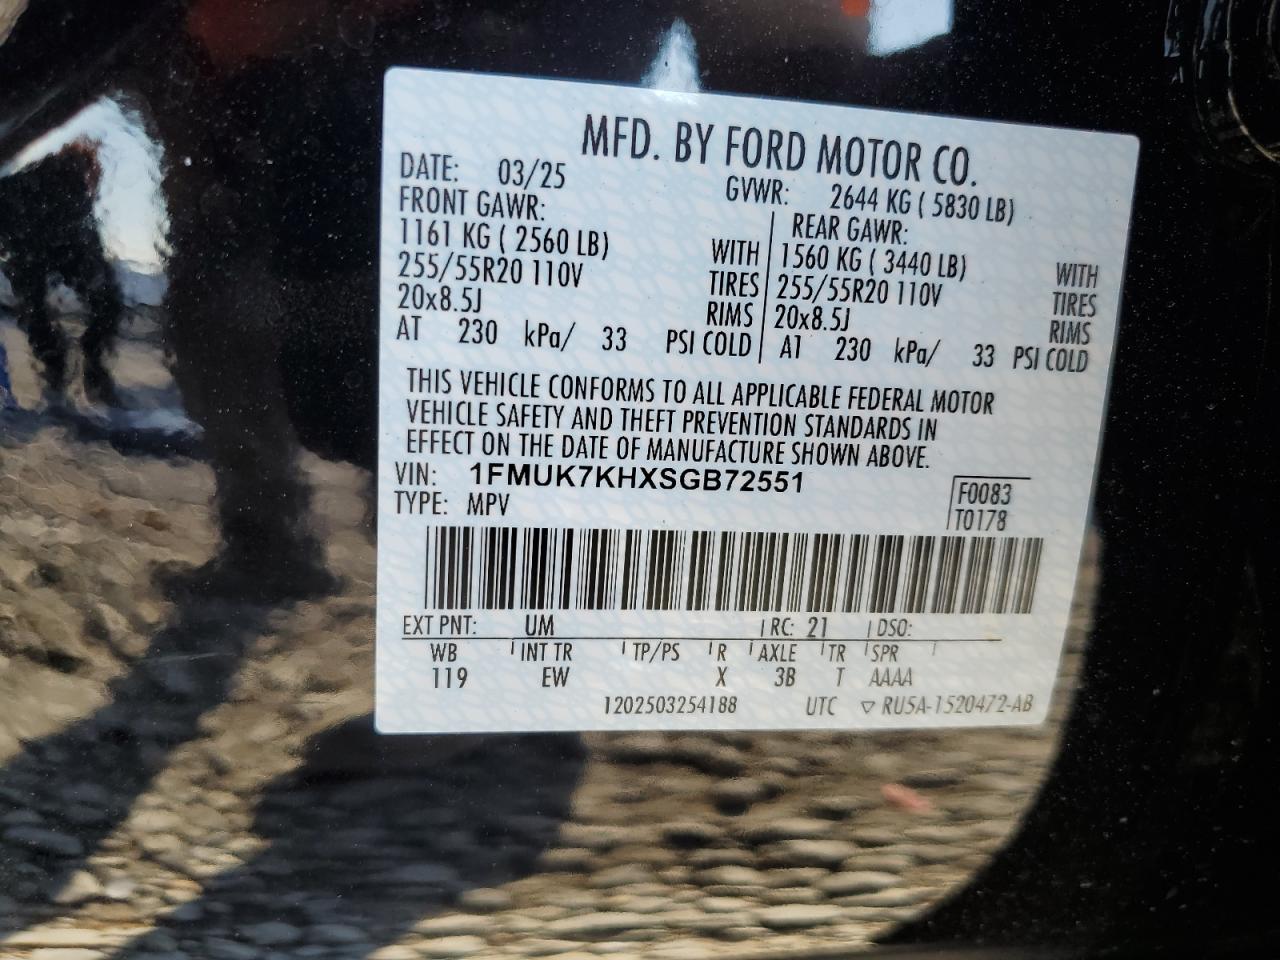 MFD. BY FORD MOTOR CO.
DATE: 03/25 GVWR: 2644 KG ( 5830 LB)
FRONT GAWR: REAR GAWR:
1161 KG ( 2560 LB) WITH 1560 KG ( 3440 LB) WITH
255/55R20 110V TIRES 255/55R20 110V TIRES
20x8.5J RIMS 20x8.5J RIMS
AT 230 kPa/ 33 PSI COLD AT 230 kPa/ 33 PSI COLD
THIS VEHICLE CONFORMS TO ALL APPLICABLE FEDERAL MOTOR
VEHICLE SAFETY AND THEFT PREVENTION STANDARDS IN
EFFECT ON THE DATE OF MANUFACTURE SHOWN ABOVE.
VIN: 1FMUK7KHXSGB72551
TYPE: MPV
F0083
T0178
EXT PNT: UM RC: 21 DSO:
WB INT TR TP/PS R AXLE TR SPR
119 EW X 3B T AAAA
1202503254188 UTC ▽ RU5A-1520472-AB